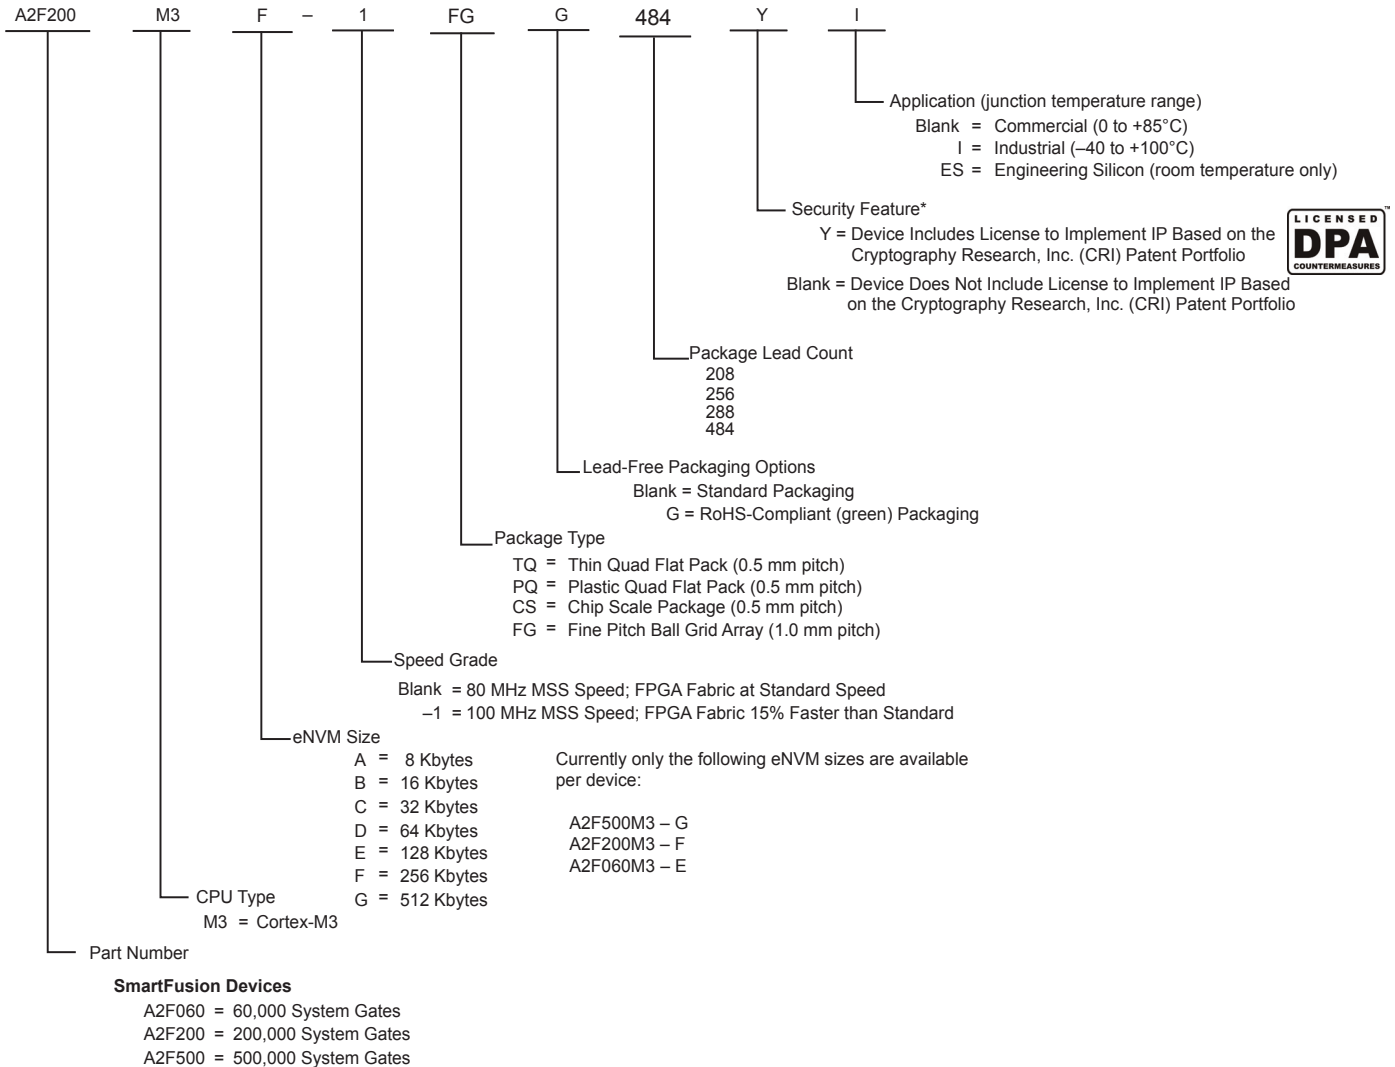 A2F200 M3 F – 1 FG G 484 Y I
Application (junction temperature range)
Blank = Commercial (0 to +85°C)
I = Industrial (–40 to +100°C)
ES = Engineering Silicon (room temperature only)
Security Feature*
Y = Device Includes License to Implement IP Based on the
Cryptography Research, Inc. (CRI) Patent Portfolio
Blank = Device Does Not Include License to Implement IP Based
on the Cryptography Research, Inc. (CRI) Patent Portfolio
LICENSED
DPA
COUNTERMEASURES
™
Package Lead Count
208
256
288
484
Lead-Free Packaging Options
Blank = Standard Packaging
G = RoHS-Compliant (green) Packaging
Package Type
TQ = Thin Quad Flat Pack (0.5 mm pitch)
PQ = Plastic Quad Flat Pack (0.5 mm pitch)
CS = Chip Scale Package (0.5 mm pitch)
FG = Fine Pitch Ball Grid Array (1.0 mm pitch)
Speed Grade
Blank = 80 MHz MSS Speed; FPGA Fabric at Standard Speed
–1 = 100 MHz MSS Speed; FPGA Fabric 15% Faster than Standard
eNVM Size
A = 8 Kbytes
B = 16 Kbytes
C = 32 Kbytes
D = 64 Kbytes
E = 128 Kbytes
F = 256 Kbytes
G = 512 Kbytes
Currently only the following eNVM sizes are available
per device:
A2F500M3 – G
A2F200M3 – F
A2F060M3 – E
CPU Type
M3 = Cortex-M3
Part Number
SmartFusion Devices
A2F060 = 60,000 System Gates
A2F200 = 200,000 System Gates
A2F500 = 500,000 System Gates